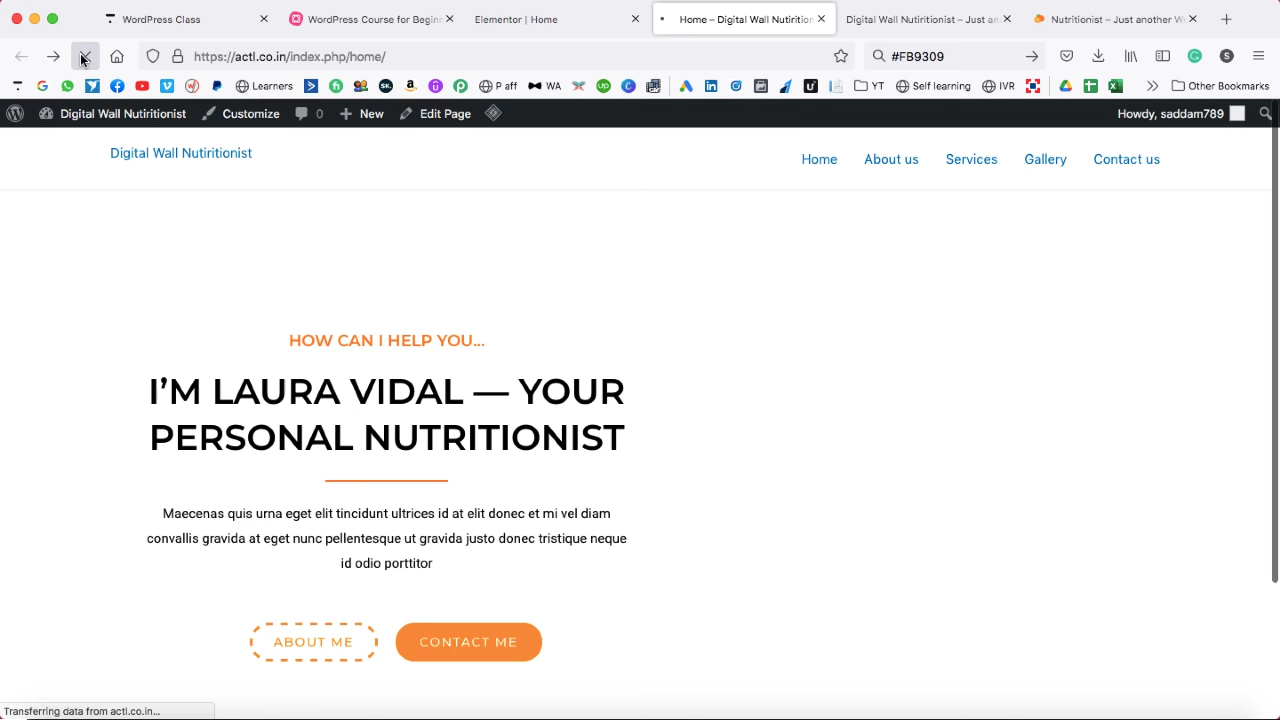 WordPress Class
WordPress Course for Beginn
Elementor | Home
Home – Digital Wall Nutirition
Digital Wall Nutiritionist – Just an
Nutritionist – Just another W
https://actl.co.in/index.php/home/
#FB9309
Learners
P aff
WA
YT
Self learning
IVR
Other Bookmarks
Digital Wall Nutiritionist
Customize
0
New
Edit Page
Howdy, saddam789
Digital Wall Nutiritionist
Home
About us
Services
Gallery
Contact us
HOW CAN I HELP YOU...
I’M LAURA VIDAL — YOUR
PERSONAL NUTRITIONIST
Maecenas quis urna eget elit tincidunt ultrices id at elit donec et mi vel diam
convallis gravida at eget nunc pellentesque ut gravida justo donec tristique neque
id odio porttitor
ABOUT ME
CONTACT ME
Transferring data from actl.co.in...